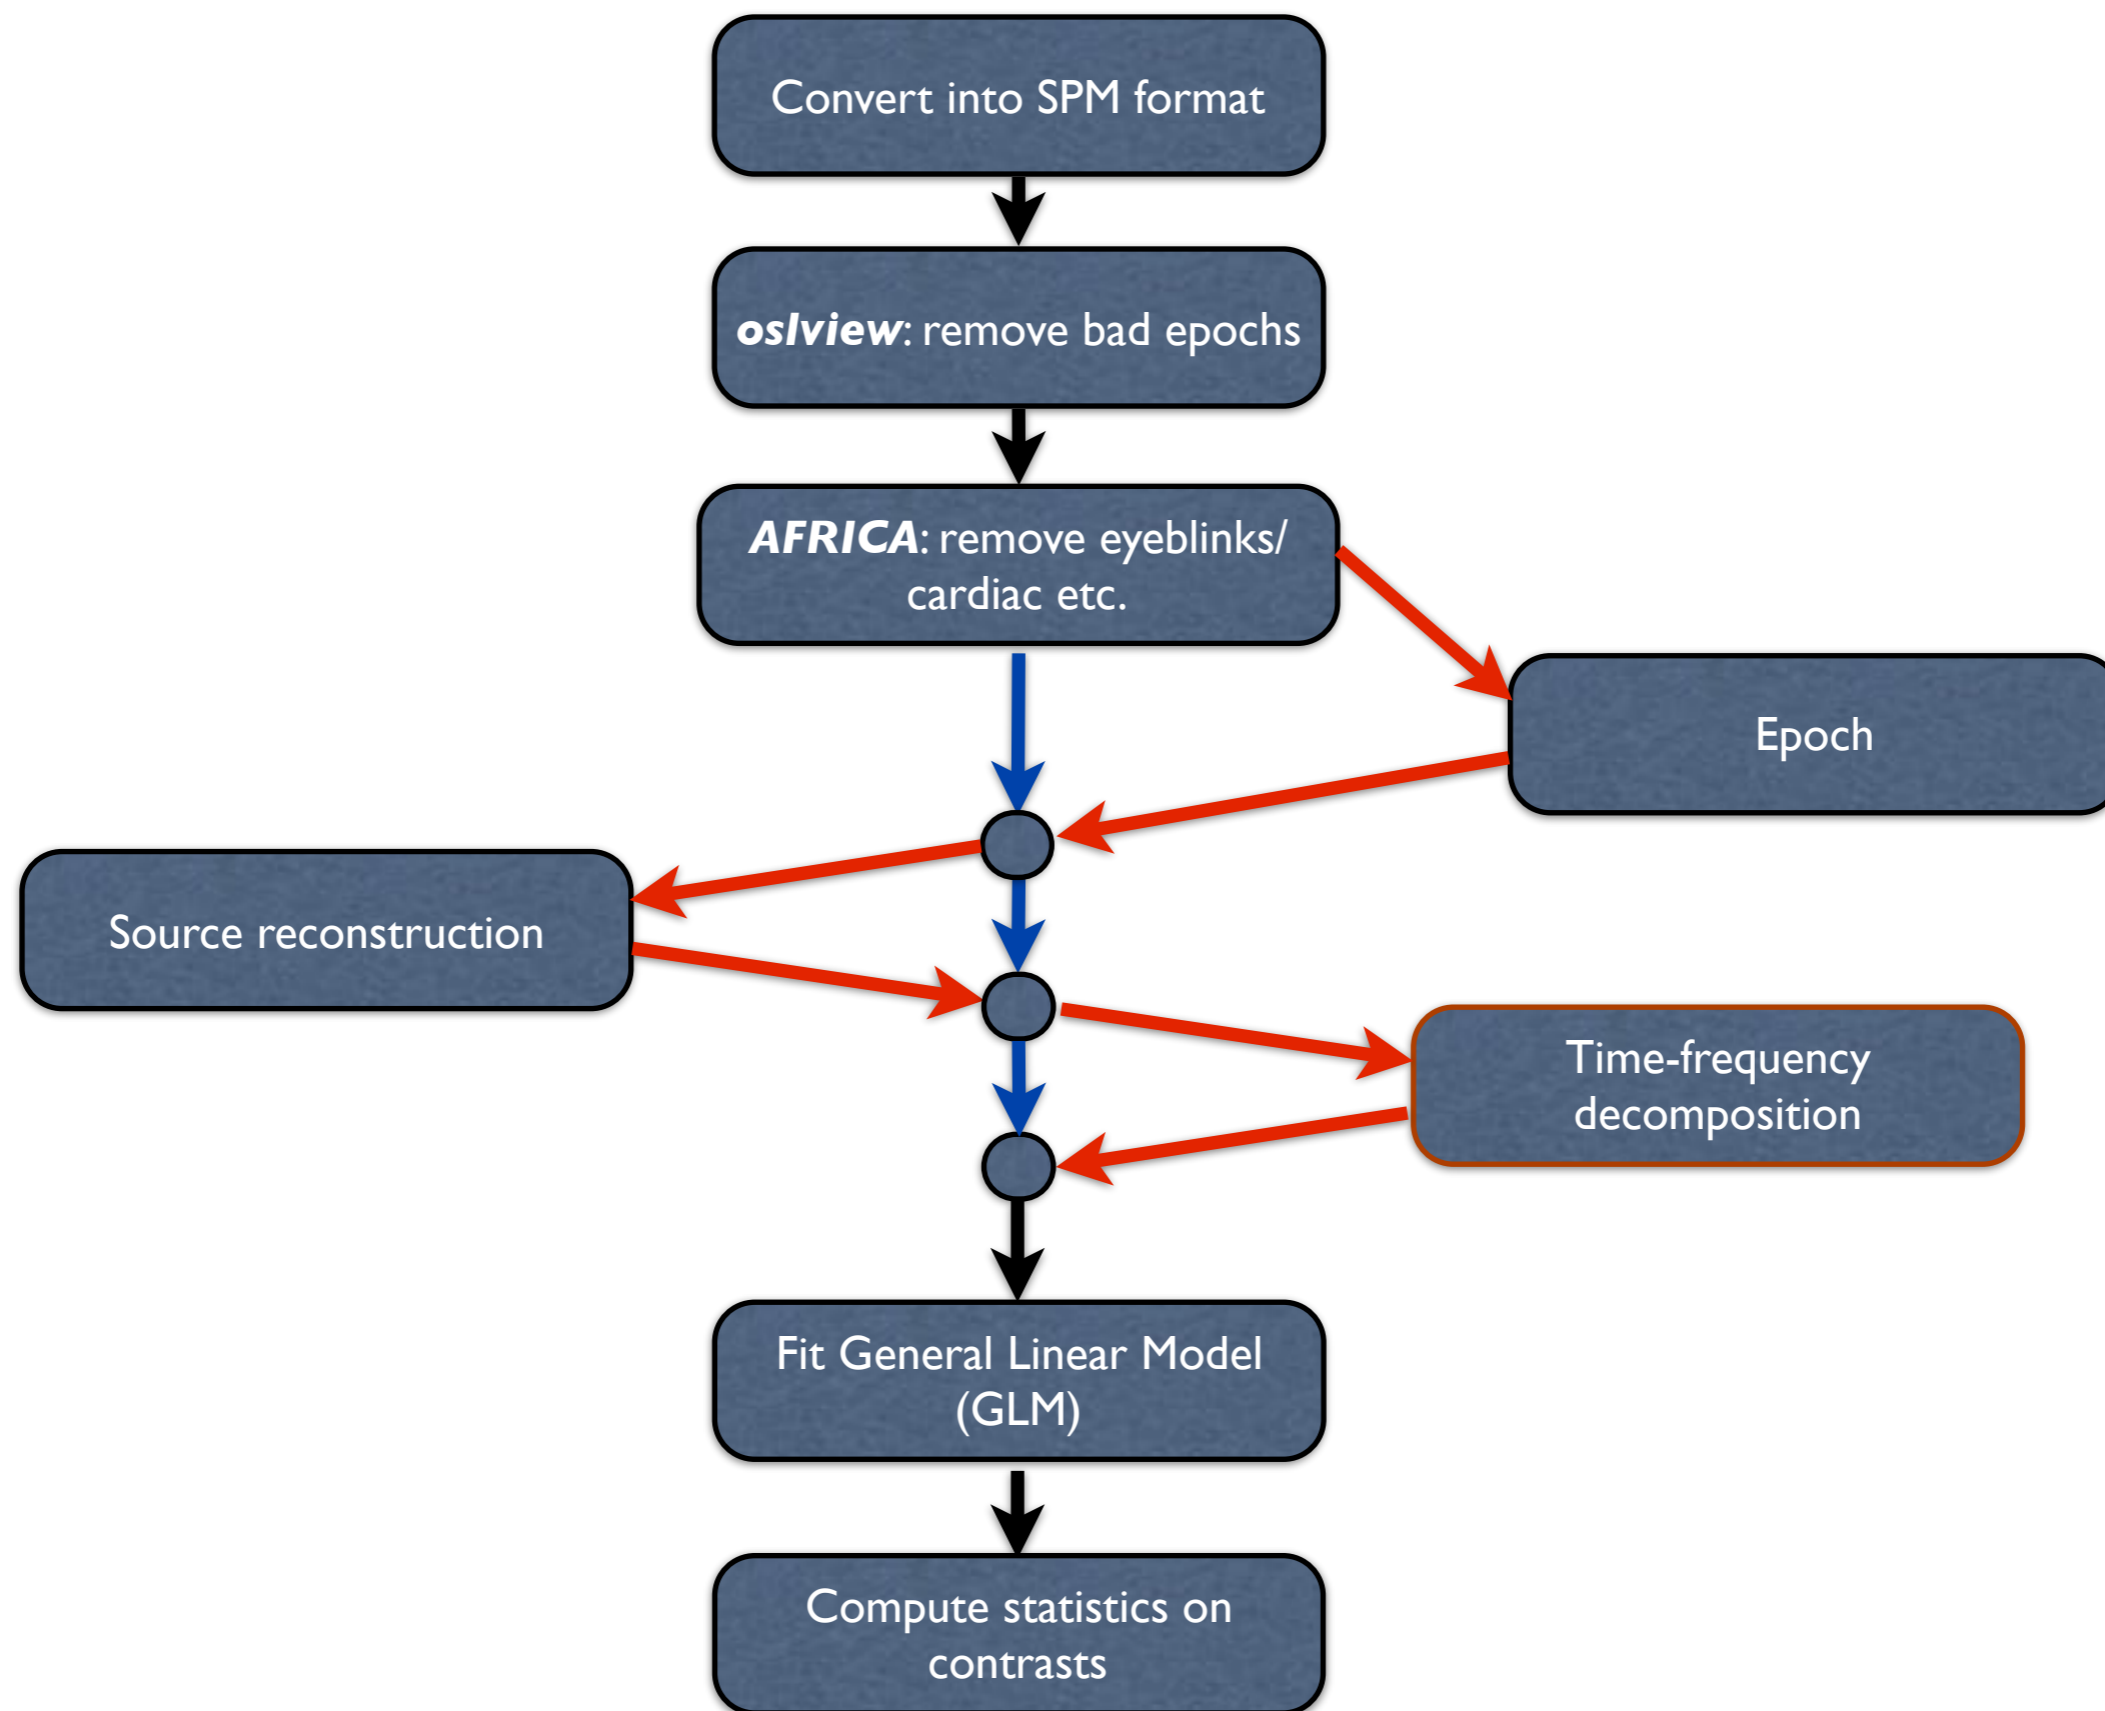 Convert into SPM format
oslview: remove bad epochs
AFRICA: remove eyeblinks/
cardiac etc.
Epoch
Source reconstruction
Time-frequency
decomposition
Fit General Linear Model
(GLM)
Compute statistics on
contrasts